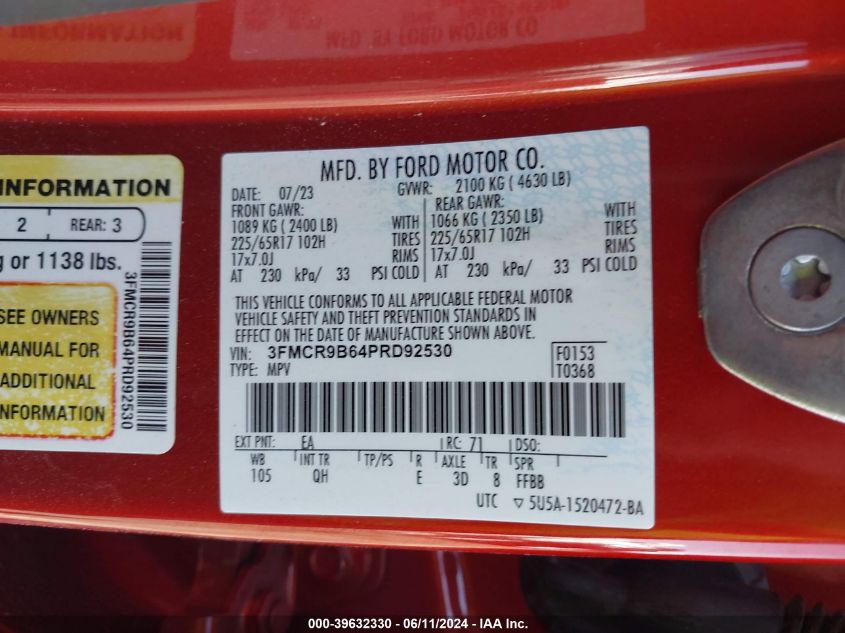 INFORMATION
MFD. BY FORD MOTOR CO
INFORMATION
2 REAR: 3
g or 1138 lbs.
SEE OWNERS
MANUAL FOR
ADDITIONAL
INFORMATION
3FMCR9B64PRD92530
MFD. BY FORD MOTOR CO.
DATE: 07/23 GVWR: 2100 KG ( 4630 LB)
FRONT GAWR: REAR GAWR:
1089 KG ( 2400 LB) WITH 1066 KG ( 2350 LB) WITH
225/65R17 102H TIRES 225/65R17 102H TIRES
17x7.0J RIMS 17x7.0J RIMS
AT 230 kPa/ 33 PSI COLD AT 230 kPa/ 33 PSI COLD
THIS VEHICLE CONFORMS TO ALL APPLICABLE FEDERAL MOTOR
VEHICLE SAFETY AND THEFT PREVENTION STANDARDS IN
EFFECT ON THE DATE OF MANUFACTURE SHOWN ABOVE.
VIN: 3FMCR9B64PRD92530 F0153
TYPE: MPV T0368
EXT PNT: EA RC: 71 DSO:
WB INT TR TP/PS R AXLE TR SPR
105 QH E 3D 8 FFBB
UTC ▽ 5U5A-1520472-BA
000-39632330 - 06/11/2024 - IAA Inc.